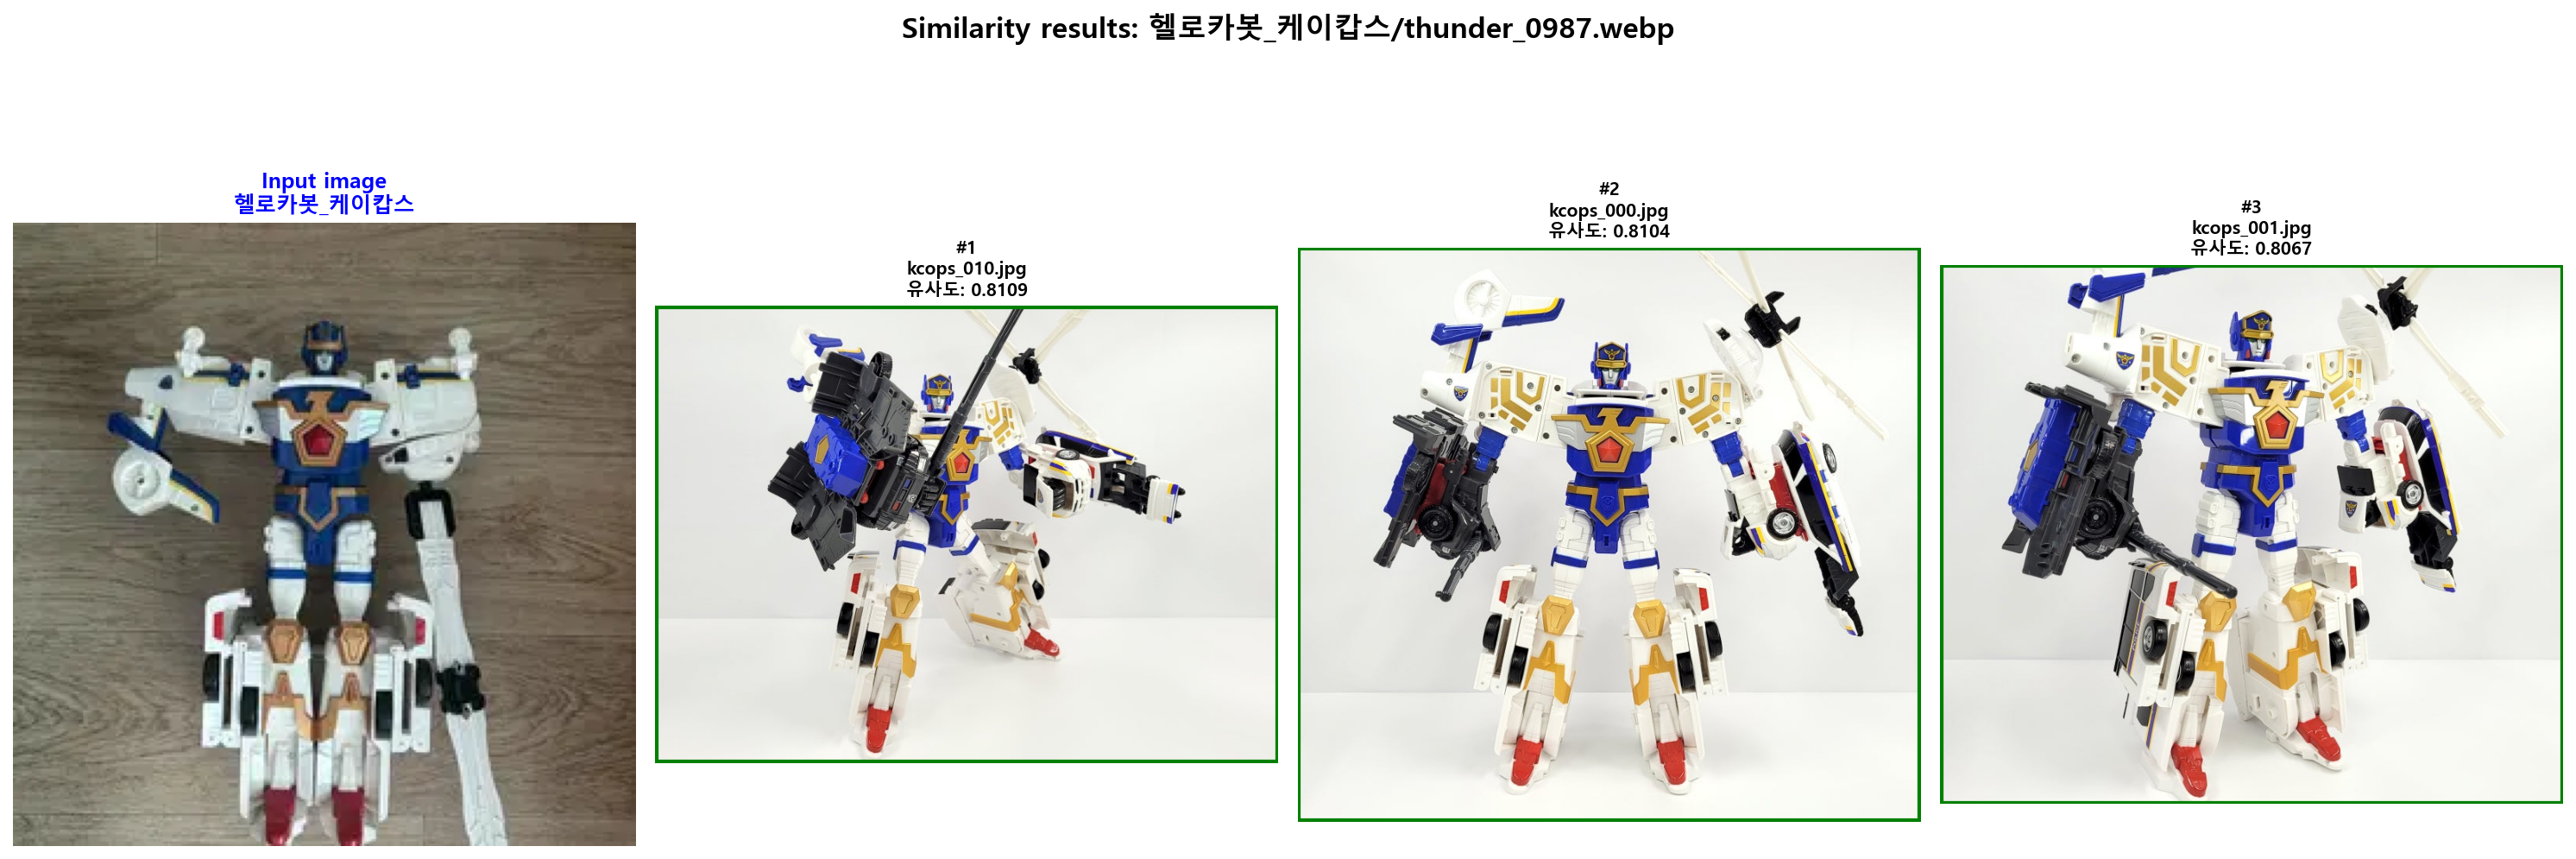 Similarity results: 헬로카봇_케이캅스/thunder_0987.webp
Input image
헬로카봇_케이캅스
#1
kcops_010.jpg
유사도: 0.8109
#2
kcops_000.jpg
유사도: 0.8104
#3
kcops_001.jpg
유사도: 0.8067